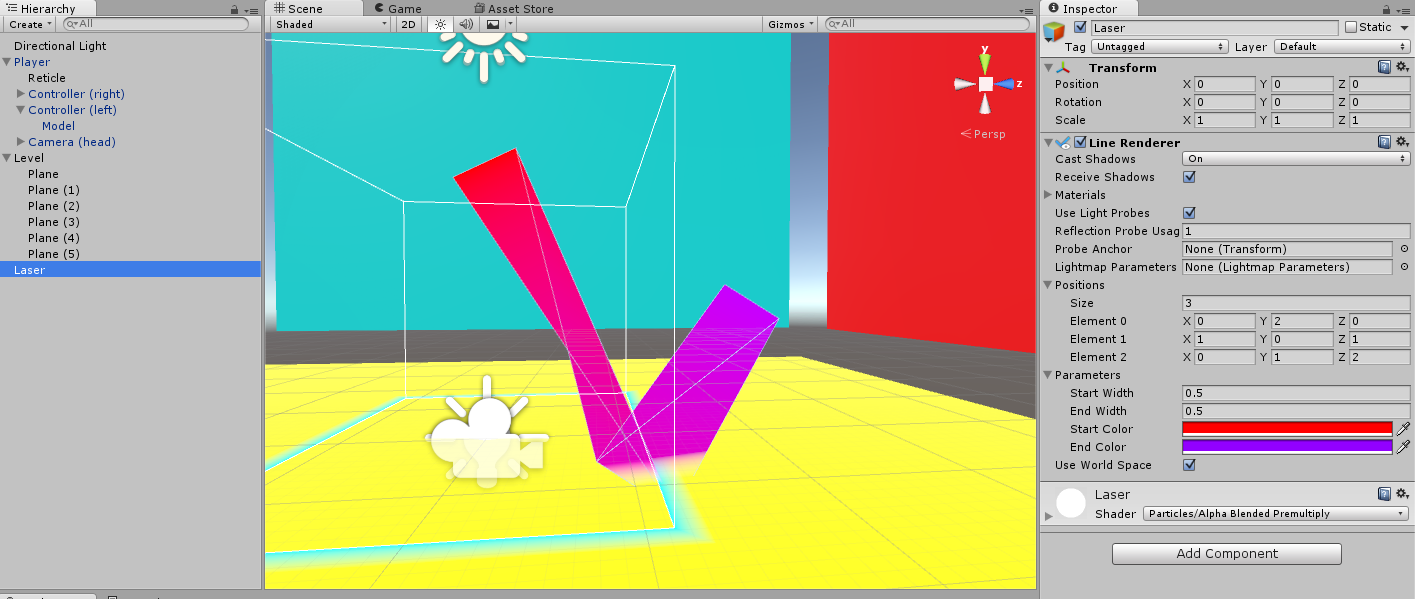 Hierarchy
Create
All
Directional Light
Player
Reticle
Controller (right)
Controller (left)
Model
Camera (head)
Level
Plane
Plane (1)
Plane (2)
Plane (3)
Plane (4)
Plane (5)
Laser
Scene Game Asset Store
Shaded 2D Gizmos All
y
z
Persp
Inspector
Laser Static
Tag Untagged Layer Default
Transform
Position X 0 Y 0 Z 0
Rotation X 0 Y 0 Z 0
Scale X 1 Y 1 Z 1
Line Renderer
Cast Shadows On
Receive Shadows
Materials
Use Light Probes
Reflection Probe Usag 1
Probe Anchor None (Transform)
Lightmap Parameters None (Lightmap Parameters)
Positions
Size 3
Element 0 X 0 Y 2 Z 0
Element 1 X 1 Y 0 Z 1
Element 2 X 0 Y 1 Z 2
Parameters
Start Width 0.5
End Width 0.5
Start Color
End Color
Use World Space
Laser
Shader Particles/Alpha Blended Premultiply
Add Component